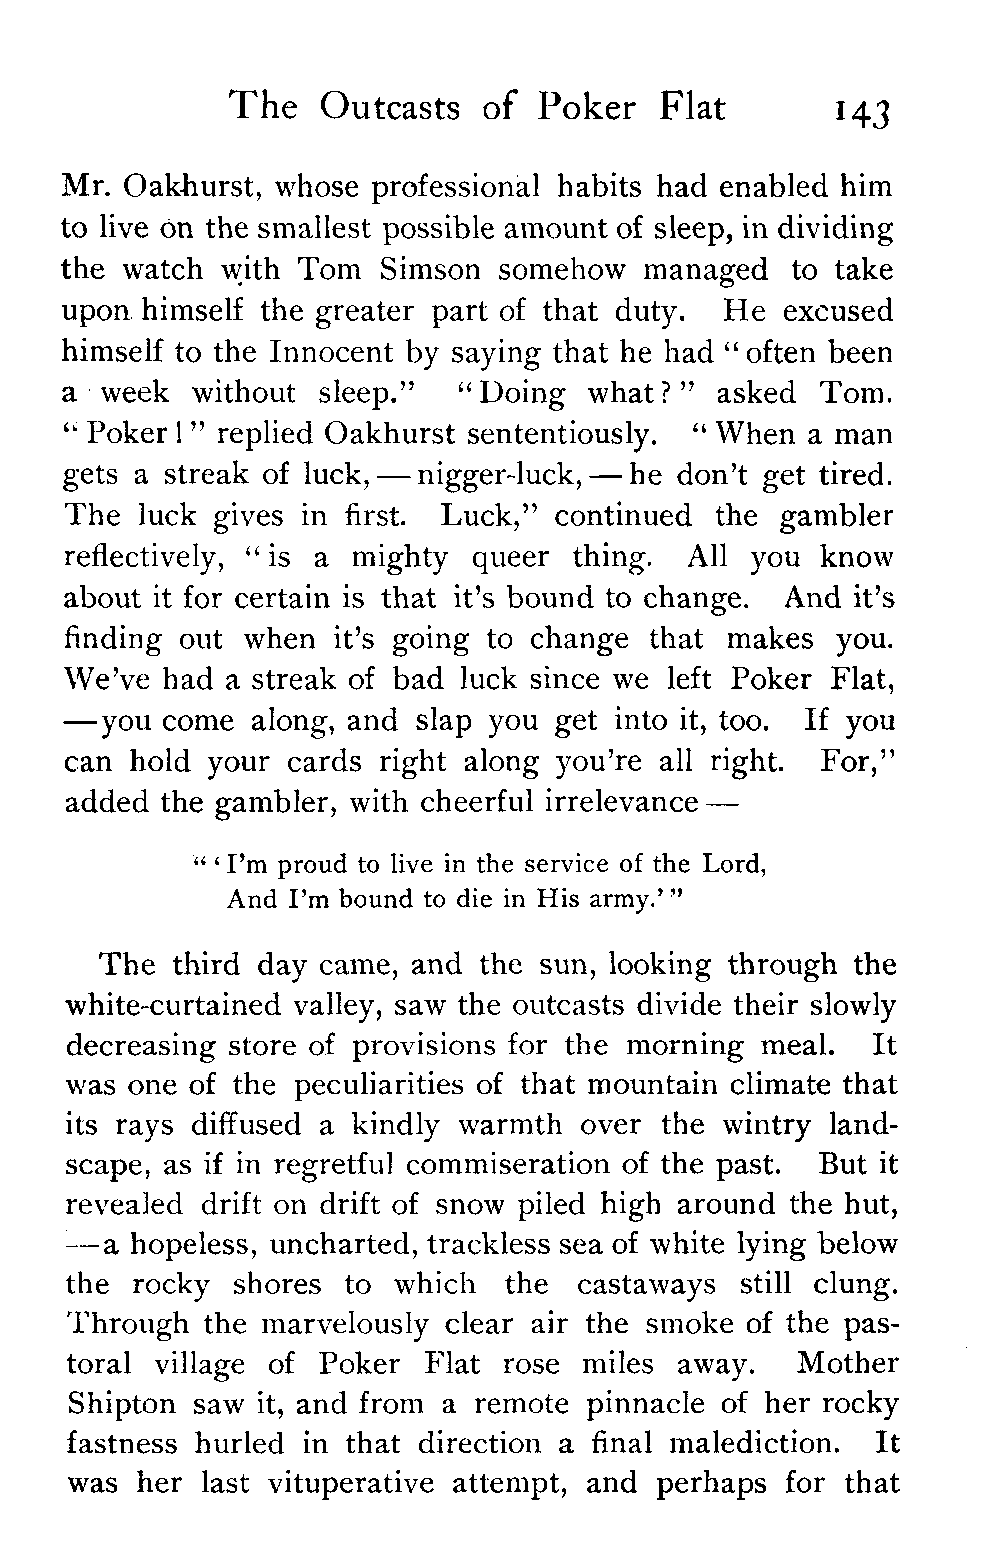 The Outcasts of Poker Flat 143
Mr. Oakhurst, whose professional habits had enabled him
to live on the smallest possible amount of sleep, in dividing
the watch with Tom Simson somehow managed to take
upon himself the greater part of that duty. He excused
himself to the Innocent by saying that he had “often been
a week without sleep.” “Doing what?” asked Tom.
“Poker!” replied Oakhurst sententiously. “When a man
gets a streak of luck,—nigger-luck,—he don't get tired.
The luck gives in first. Luck,” continued the gambler
reflectively, “is a mighty queer thing. All you know
about it for certain is that it's bound to change. And it's
finding out when it's going to change that makes you.
We've had a streak of bad luck since we left Poker Flat,
—you come along, and slap you get into it, too. If you
can hold your cards right along you're all right. For,”
added the gambler, with cheerful irrelevance—
“‘I'm proud to live in the service of the Lord,
And I'm bound to die in His army.’”
The third day came, and the sun, looking through the
white-curtained valley, saw the outcasts divide their slowly
decreasing store of provisions for the morning meal. It
was one of the peculiarities of that mountain climate that
its rays diffused a kindly warmth over the wintry land-
scape, as if in regretful commiseration of the past. But it
revealed drift on drift of snow piled high around the hut,
—a hopeless, uncharted, trackless sea of white lying below
the rocky shores to which the castaways still clung.
Through the marvelously clear air the smoke of the pas-
toral village of Poker Flat rose miles away. Mother
Shipton saw it, and from a remote pinnacle of her rocky
fastness hurled in that direction a final malediction. It
was her last vituperative attempt, and perhaps for that